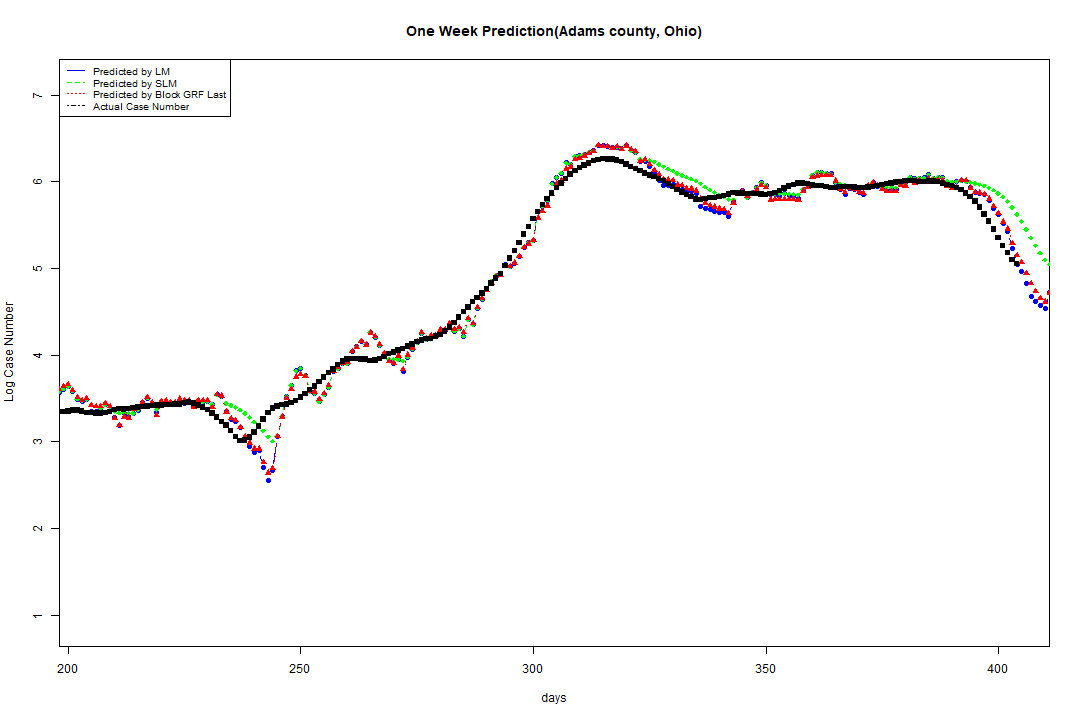 One Week Prediction(Adams county, Ohio)
Predicted by LM
Predicted by SLM
Predicted by Block GRF Last
Actual Case Number
7
6
5
4
3
2
1
Log Case Number
200 250 300 350 400
days